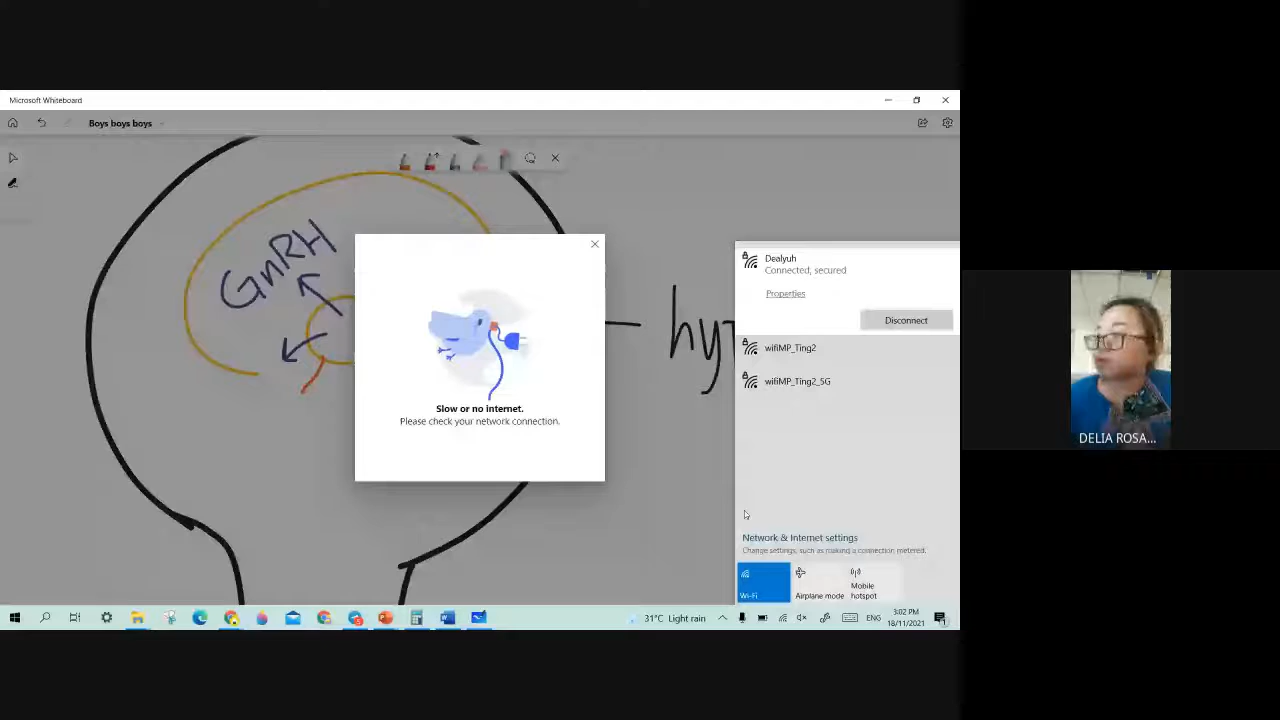 Microsoft Whiteboard
Boys boys boys
GnRH
hy
Slow or no internet.
Please check your network connection.
Dealyuh
Connected, secured
Properties
Disconnect
wifiMP_Ting2
wifiMP_Ting2_5G
Network & Internet settings
Change settings, such as making a connection metered.
Wi-Fi
Airplane mode
Mobile hotspot
31°C Light rain
ENG
3:02 PM
18/11/2021
DELIA ROSA...